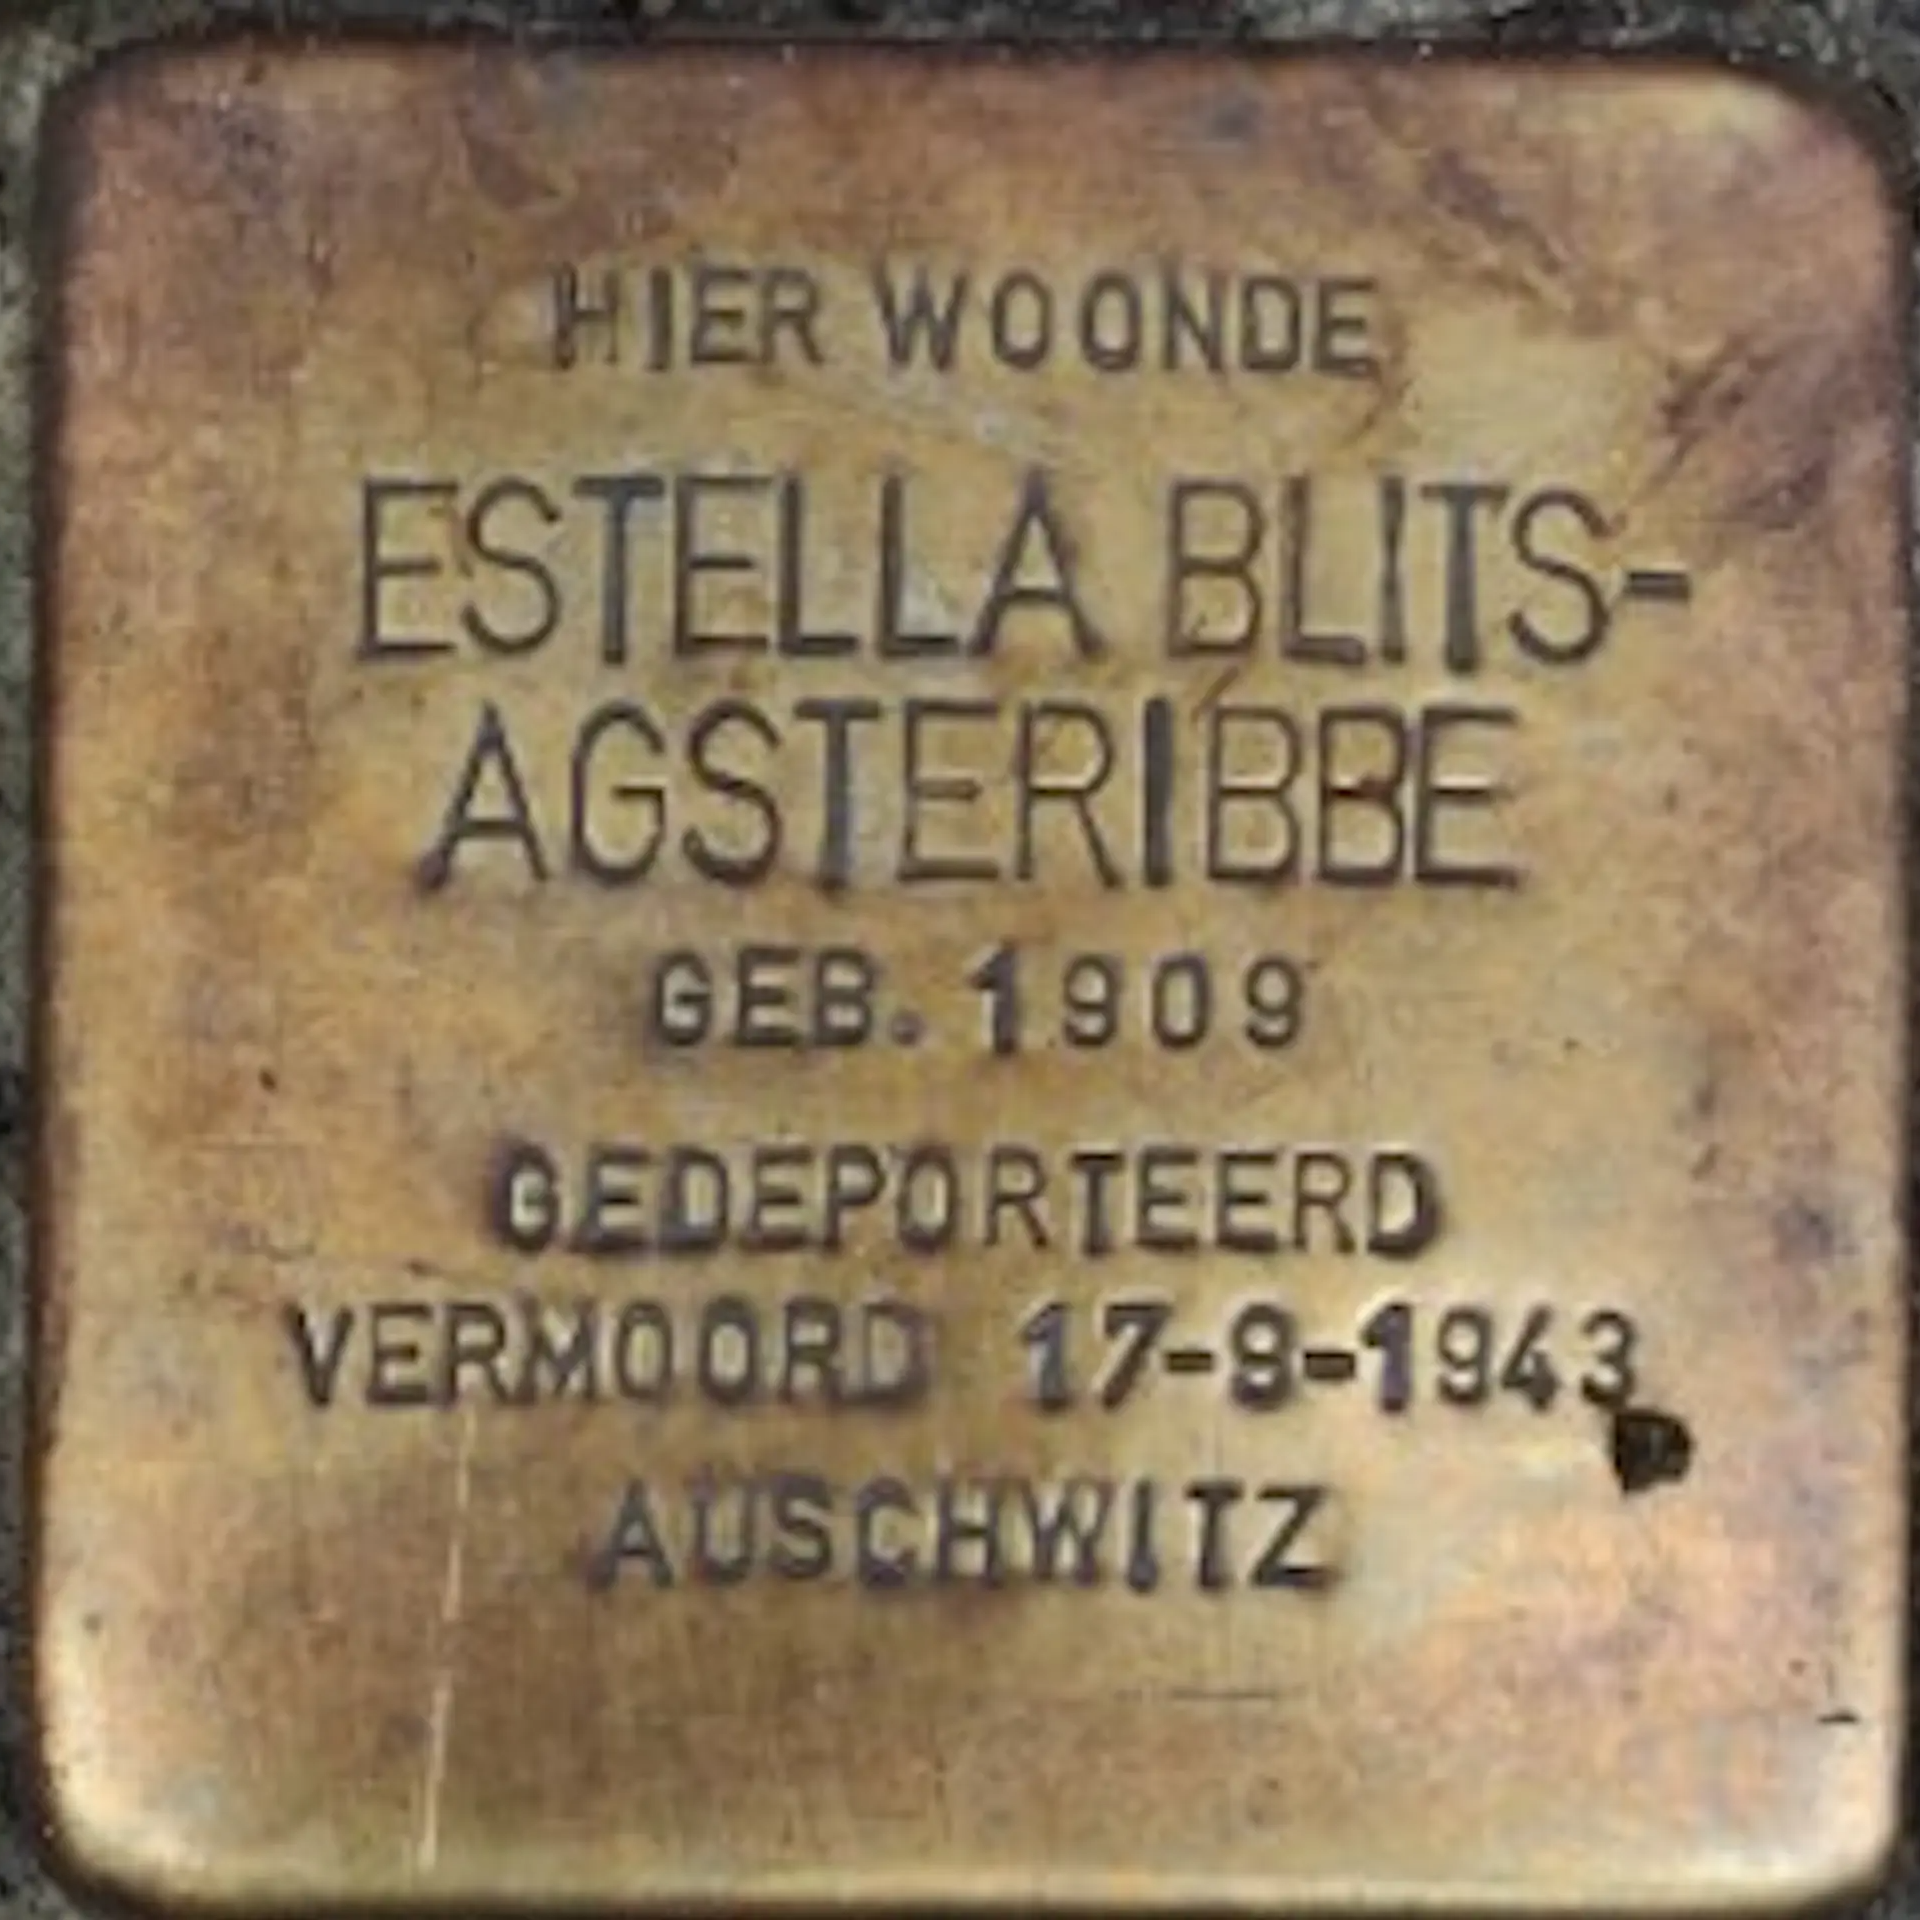 HIER WOONDE
ESTELLA BLITS-
AGSTERIBBE
GEB. 1909
GEDEPORTEERD
VERMOORD 17-9-1943
AUSCHWITZ